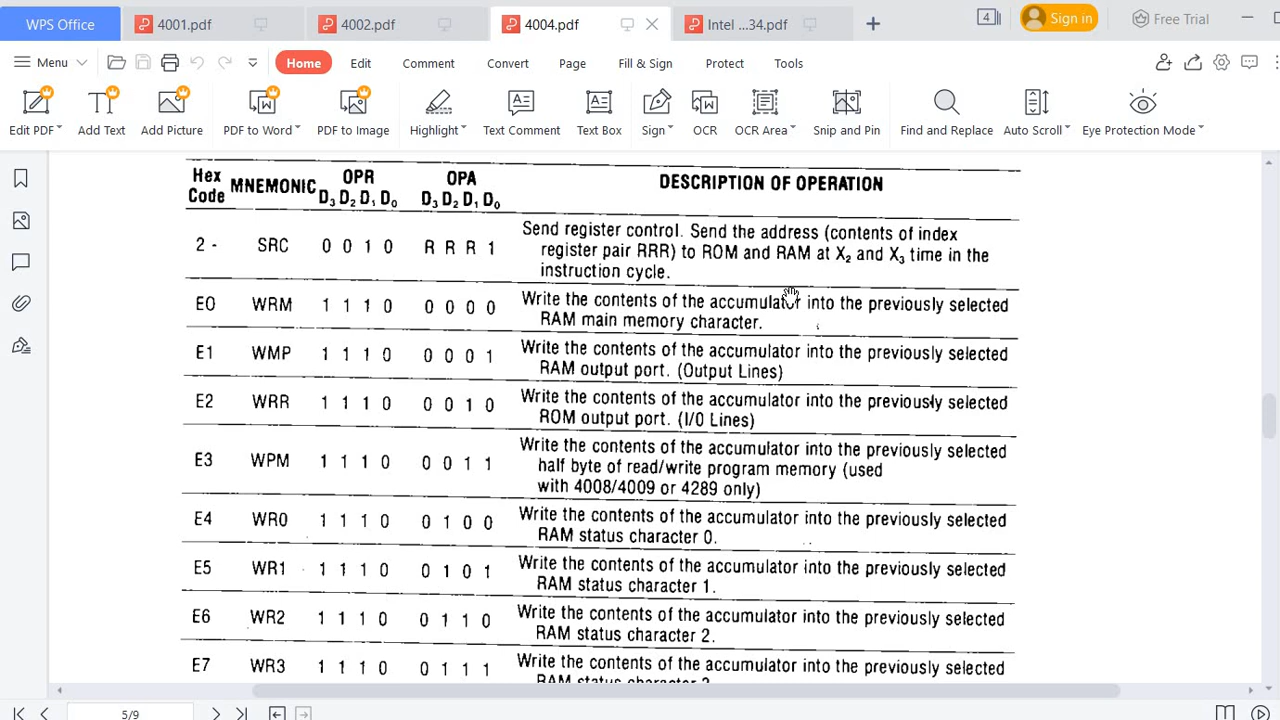 WPS Office 4001.pdf 4002.pdf 4004.pdf Intel ...34.pdf 4 Sign in Free Trial
Menu Home Edit Comment Convert Page Fill & Sign Protect Tools
Edit PDF Add Text Add Picture PDF to Word PDF to Image Highlight Text Comment Text Box Sign OCR OCR Area Snip and Pin Find and Replace Auto Scroll Eye Protection Mode
Hex Code MNEMONIC OPR D3 D2 D1 D0 OPA D3 D2 D1 D0 DESCRIPTION OF OPERATION
2 - SRC 0 0 1 0 R R R 1 Send register control. Send the address (contents of index
register pair RRR) to ROM and RAM at X2 and X3 time in the
instruction cycle.
E0 WRM 1 1 1 0 0 0 0 0 Write the contents of the accumulator into the previously selected
RAM main memory character.
E1 WMP 1 1 1 0 0 0 0 1 Write the contents of the accumulator into the previously selected
RAM output port. (Output Lines)
E2 WRR 1 1 1 0 0 0 1 0 Write the contents of the accumulator into the previously selected
ROM output port. (I/O Lines)
E3 WPM 1 1 1 0 0 0 1 1 Write the contents of the accumulator into the previously selected
half byte of read/write program memory (used
with 4008/4009 or 4289 only)
E4 WR0 1 1 1 0 0 1 0 0 Write the contents of the accumulator into the previously selected
RAM status character 0.
E5 WR1 1 1 1 0 0 1 0 1 Write the contents of the accumulator into the previously selected
RAM status character 1.
E6 WR2 1 1 1 0 0 1 1 0 Write the contents of the accumulator into the previously selected
RAM status character 2.
E7 WR3 1 1 1 0 0 1 1 1 Write the contents of the accumulator into the previously selected
RAM status character
5/9